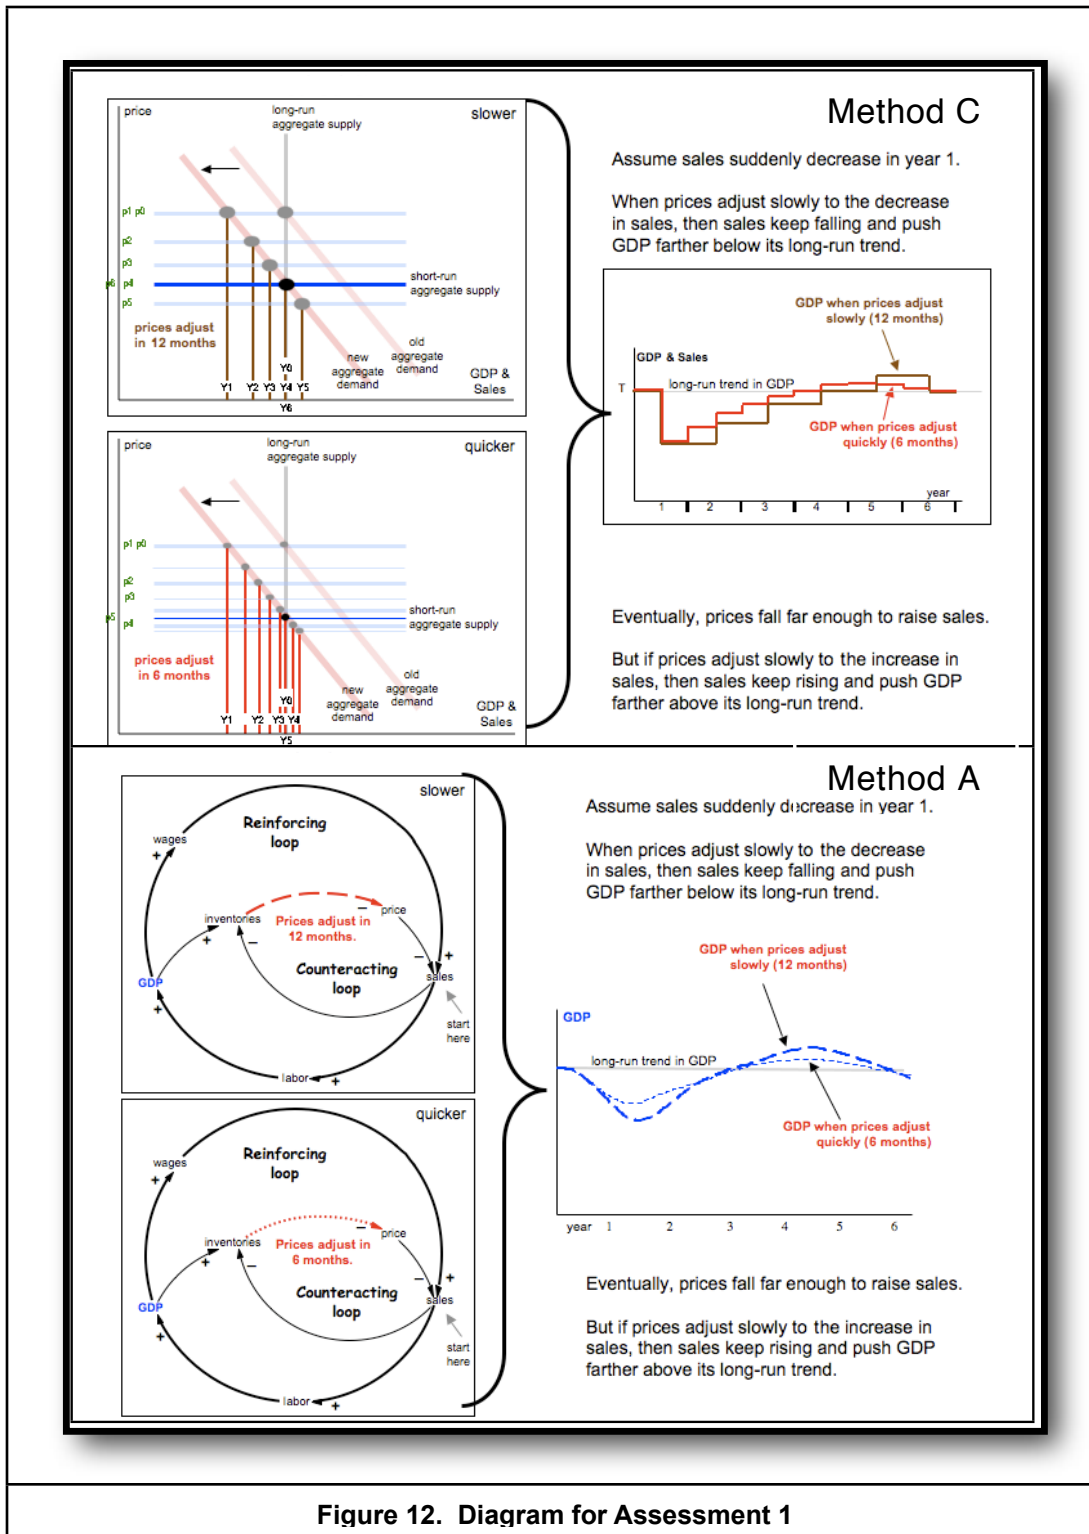 Method C
price
long-run
aggregate supply
slower
p1 p0
p2
p3
p6 p4
p5
short-run
aggregate supply
prices adjust
in 12 months
new
aggregate
demand
old
aggregate
demand
GDP &
Sales
Y0
Y1 Y2 Y3 Y4 Y5
Y6
Assume sales suddenly decrease in year 1.
When prices adjust slowly to the decrease
in sales, then sales keep falling and push
GDP farther below its long-run trend.
GDP when prices adjust
slowly (12 months)
GDP & Sales
T
long-run trend in GDP
GDP when prices adjust
quickly (6 months)
year
1 2 3 4 5 6
price
long-run
aggregate supply
quicker
p1 p0
p2
p3
p5
p4
short-run
aggregate supply
prices adjust
in 6 months
new
aggregate
demand
old
aggregate
demand
GDP &
Sales
Y0
Y1 Y2 Y3 Y4
Y5
Eventually, prices fall far enough to raise sales.
But if prices adjust slowly to the increase in
sales, then sales keep rising and push GDP
farther above its long-run trend.
Method A
slower
Reinforcing
loop
wages
+
inventories
+
−
Prices adjust in
12 months.
−
price
Counteracting
loop
−
+
sales
GDP
+
start
here
labor
+
Assume sales suddenly decrease in year 1.
When prices adjust slowly to the decrease
in sales, then sales keep falling and push
GDP farther below its long-run trend.
GDP when prices adjust
slowly (12 months)
GDP
long-run trend in GDP
GDP when prices adjust
quickly (6 months)
year 1 2 3 4 5 6
quicker
Reinforcing
loop
wages
+
inventories
+
−
Prices adjust in
6 months.
−
price
Counteracting
loop
−
+
sales
GDP
+
start
here
labor
+
Eventually, prices fall far enough to raise sales.
But if prices adjust slowly to the increase in
sales, then sales keep rising and push GDP
farther above its long-run trend.
Figure 12. Diagram for Assessment 1